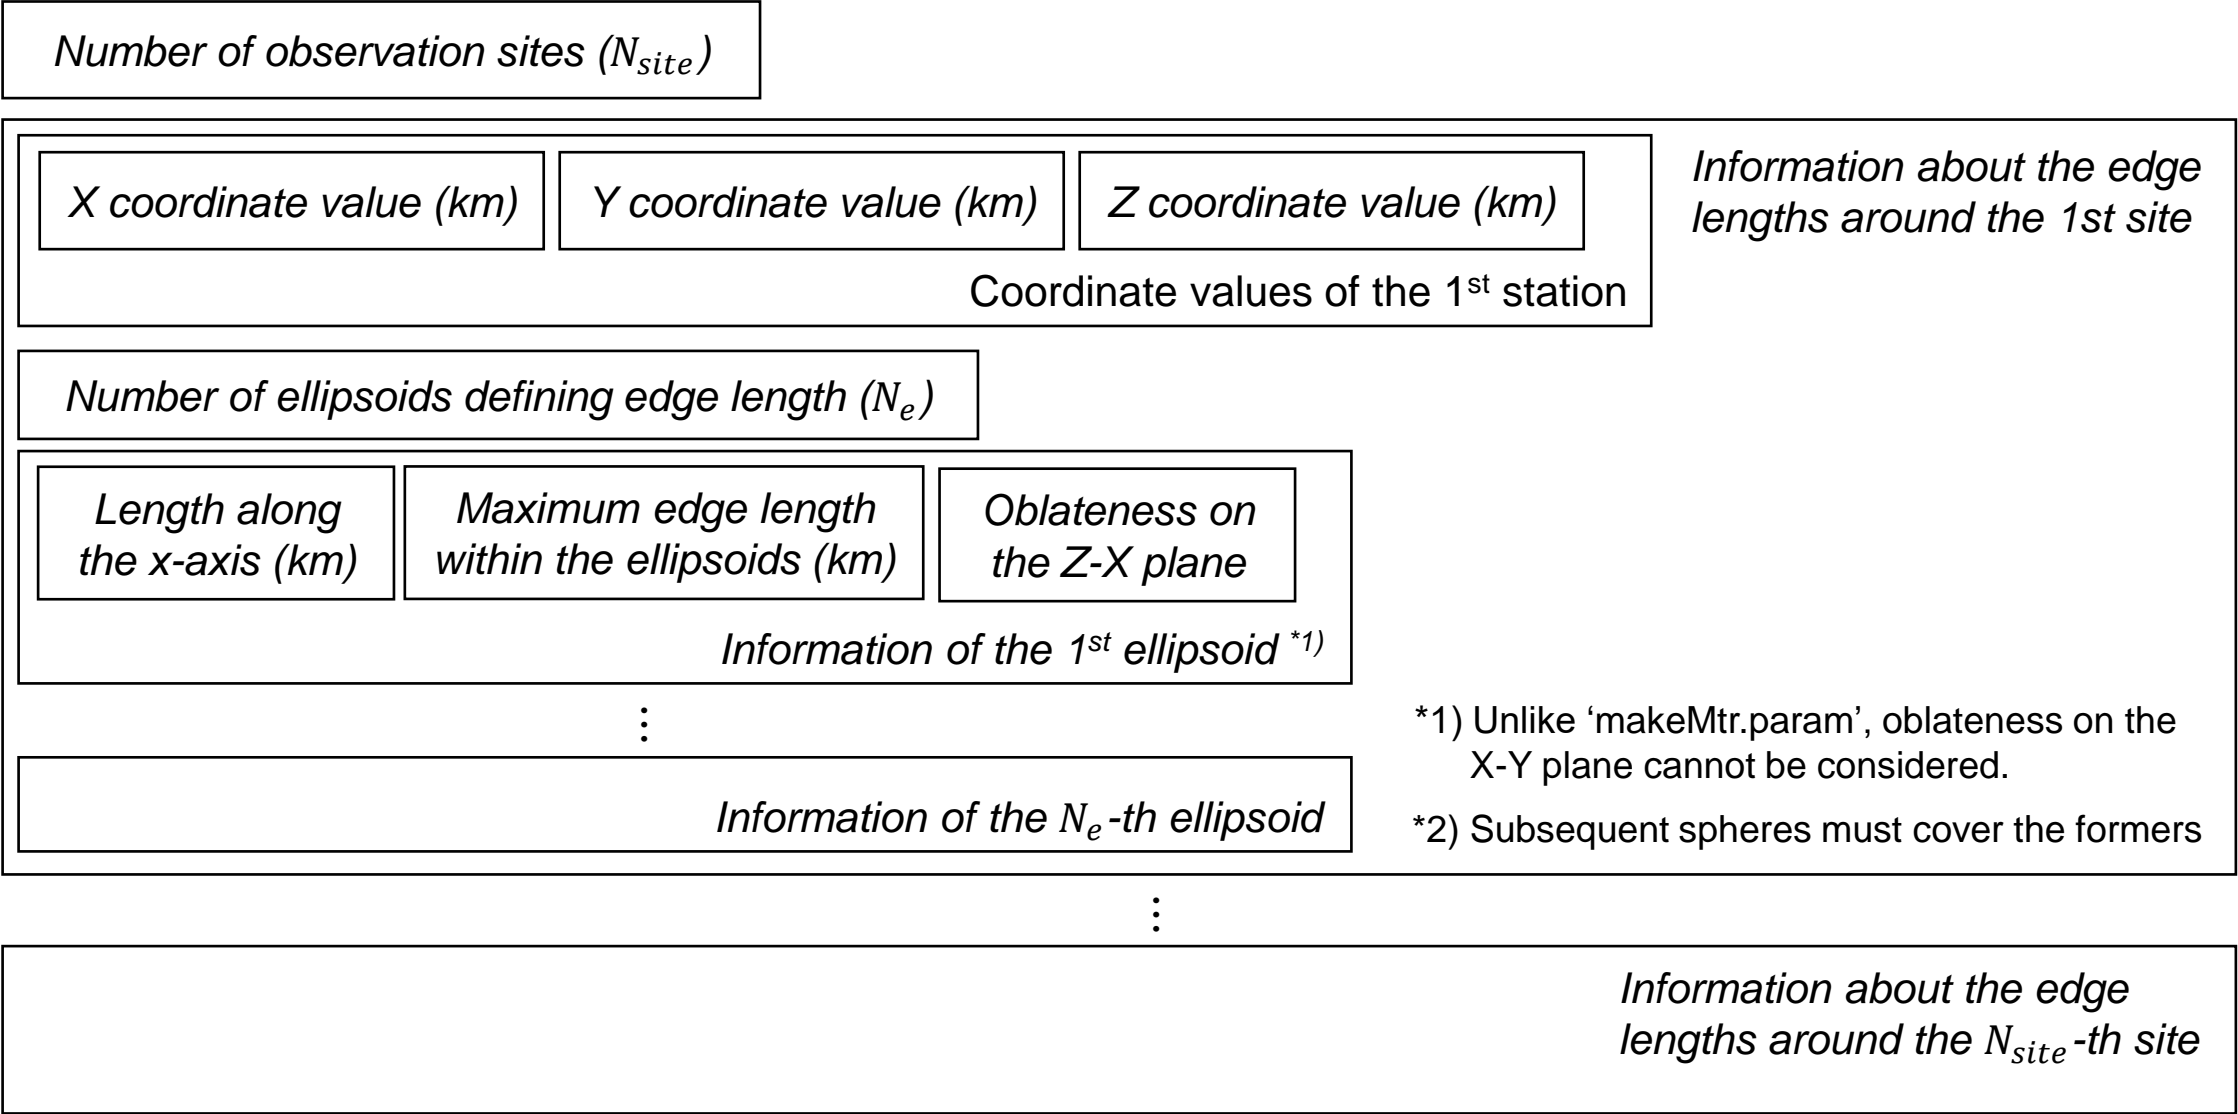 Number of observation sites (N_site)
X coordinate value (km)
Y coordinate value (km)
Z coordinate value (km)
Coordinate values of the 1st station
Information about the edge
lengths around the 1st site
Number of ellipsoids defining edge length (N_e)
Length along
the x-axis (km)
Maximum edge length
within the ellipsoids (km)
Oblateness on
the Z-X plane
Information of the 1st ellipsoid *1)
⋮
Information of the N_e-th ellipsoid
*1) Unlike ‘makeMtr.param’, oblateness on the
X-Y plane cannot be considered.
*2) Subsequent spheres must cover the formers
⋮
Information about the edge
lengths around the N_site-th site